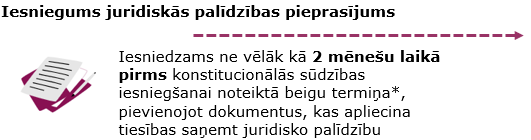 Iesniegums juridiskās palīdzības pieprasījums
Iesniedzams ne vēlāk kā 2 mēnešu laikā
pirms konstitucionālās sūdzības
iesniegšanai noteiktā beigu termiņa*,
pievienojot dokumentus, kas apliecina
tiesības saņemt juridisko palīdzību